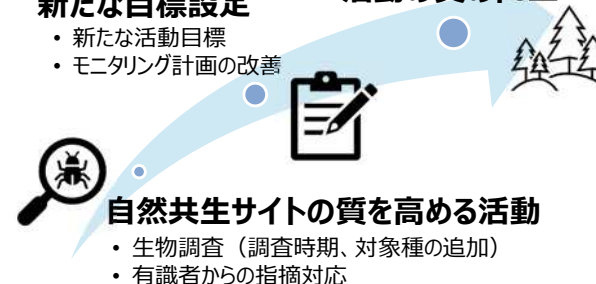 新たな目標設定
• 新たな活動目標
• モニタリング計画の改善
自然共生サイトの質を高める活動
• 生物調査（調査時期、対象種の追加）
• 有識者からの指摘対応